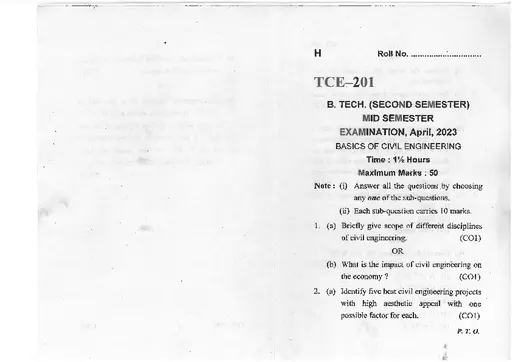 H Roll No. ..............................
TCE–201
B. TECH. (SECOND SEMESTER)
MID SEMESTER
EXAMINATION, April, 2023
BASICS OF CIVIL ENGINEERING
Time : 1½ Hours
Maximum Marks : 50
Note : (i) Answer all the questions by choosing
any one of the sub-questions.
(ii) Each sub-question carries 10 marks.
1. (a) Briefly give scope of different disciplines
of civil engineering. (CO1)
OR
(b) What is the impact of civil engineering on
the economy ? (CO1)
2. (a) Identify five best civil engineering projects
with high aesthetic appeal with one
possible factor for each. (CO1)
P. T. O.